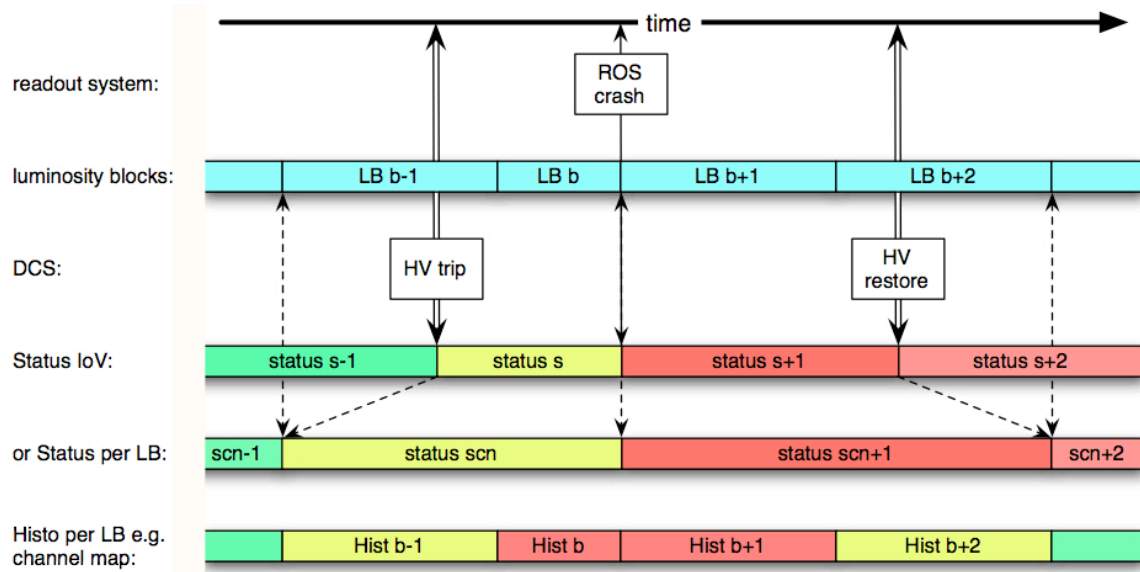 time
readout system:
ROS
crash
luminosity blocks:
LB b-1
LB b
LB b+1
LB b+2
DCS:
HV trip
HV
restore
Status IoV:
status s-1
status s
status s+1
status s+2
or Status per LB:
scn-1
status scn
status scn+1
scn+2
Histo per LB e.g.
channel map:
Hist b-1
Hist b
Hist b+1
Hist b+2